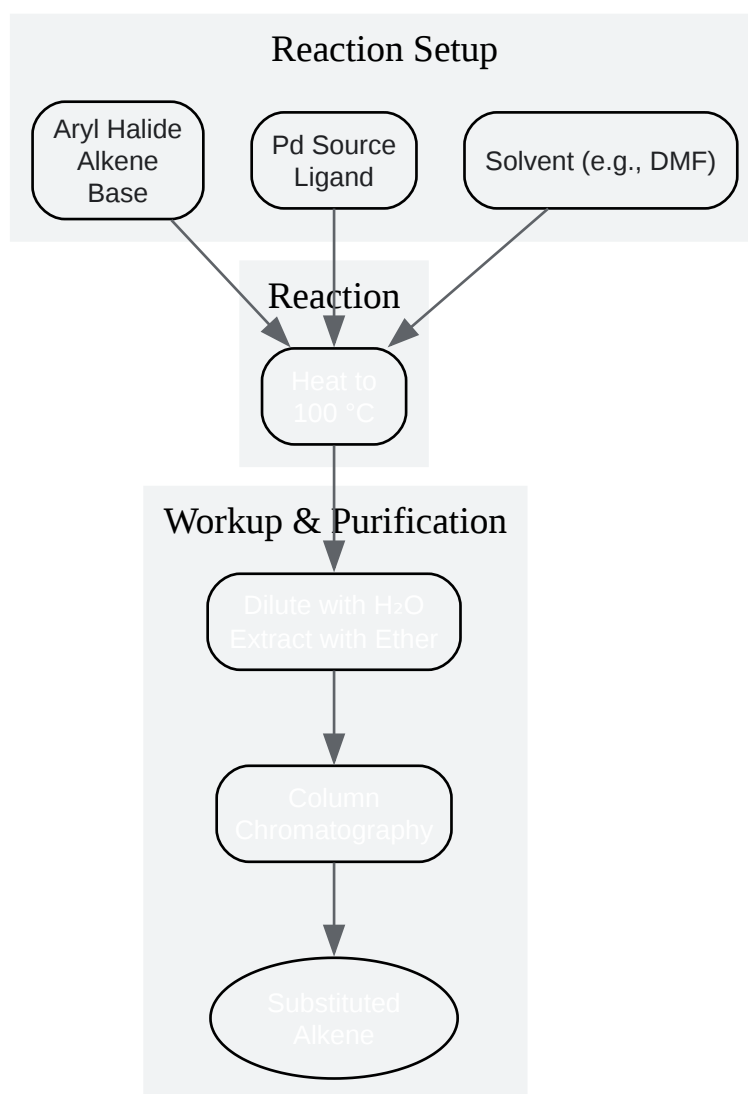 Reaction Setup
Aryl Halide
Alkene
Base
Pd Source
Ligand
Solvent (e.g., DMF)
Reaction
Heat to
100 °C
Workup & Purification
Dilute with H₂O
Extract with Ether
Column
Chromatography
Substituted
Alkene